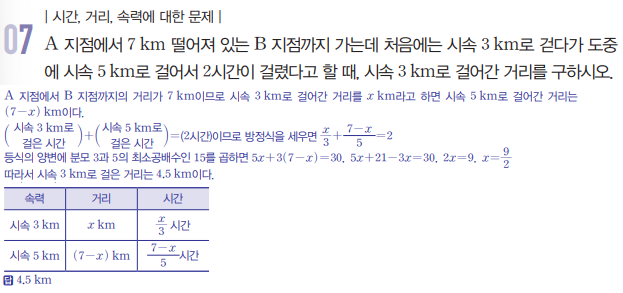 | 시간, 거리, 속력에 대한 문제 |
07 A 지점에서 7 km 떨어져 있는 B 지점까지 가는데 처음에는 시속 3 km로 걷다가 도중
에 시속 5 km로 걸어서 2시간이 걸렸다고 할 때, 시속 3 km로 걸어간 거리를 구하시오.
A 지점에서 B 지점까지의 거리가 7 km이므로 시속 3 km로 걸어간 거리를 x km라고 하면 시속 5 km로 걸어간 거리는
(7−x) km이다.
(시속 3 km로 걸은 시간)+(시속 5 km로 걸은 시간)=(2시간)이므로 방정식을 세우면 x/3+(7−x)/5=2
등식의 양변에 분모 3과 5의 최소공배수인 15를 곱하면 5x+3(7−x)=30, 5x+21−3x=30, 2x=9, x=9/2
따라서 시속 3 km로 걸은 거리는 4.5 km이다.
속력 거리 시간
시속 3 km x km x/3 시간
시속 5 km (7−x) km (7−x)/5 시간
답 4.5 km